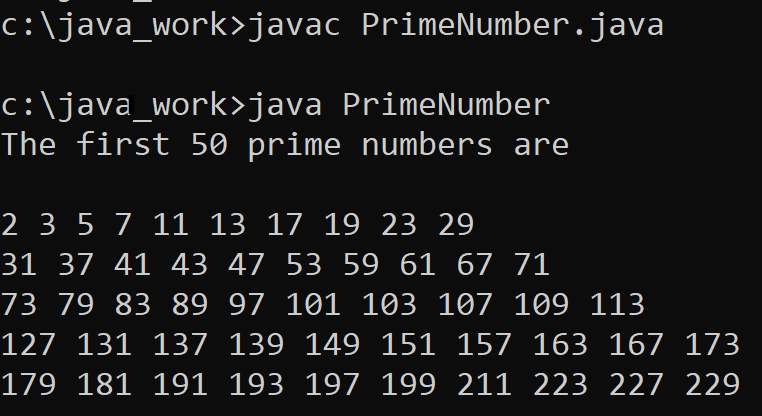 c:\java_work>javac PrimeNumber.java
c:\java_work>java PrimeNumber
The first 50 prime numbers are
2 3 5 7 11 13 17 19 23 29
31 37 41 43 47 53 59 61 67 71
73 79 83 89 97 101 103 107 109 113
127 131 137 139 149 151 157 163 167 173
179 181 191 193 197 199 211 223 227 229